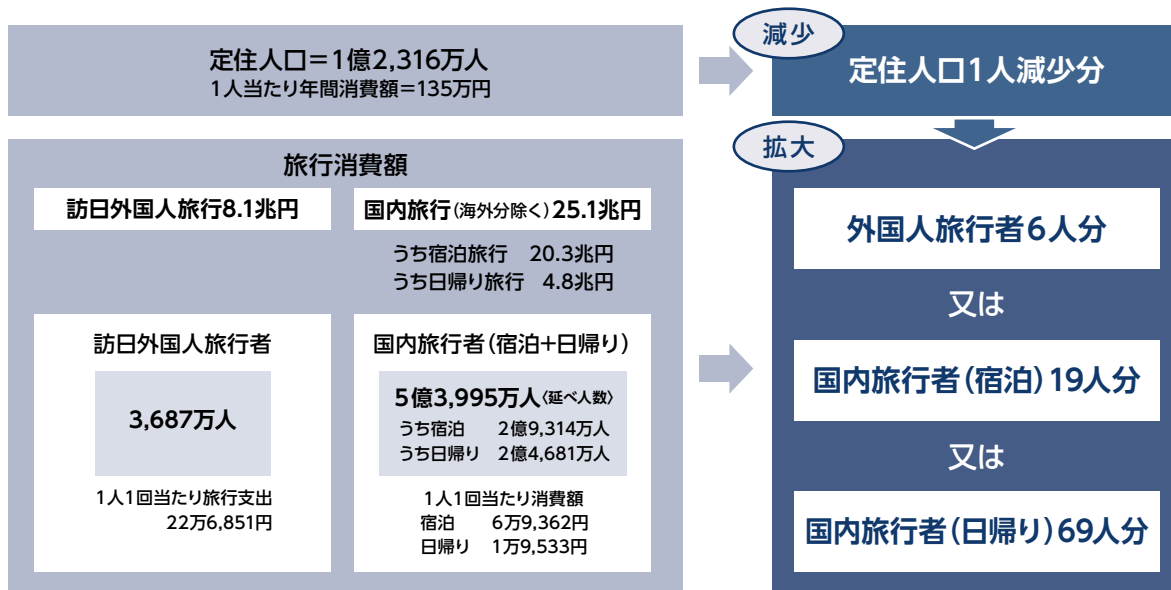 定住人口＝1億2,316万人
1人当たり年間消費額＝135万円
減少
定住人口1人減少分
旅行消費額
訪日外国人旅行8.1兆円
国内旅行(海外分除く)25.1兆円
うち宿泊旅行 20.3兆円
うち日帰り旅行 4.8兆円
訪日外国人旅行者
3,687万人
1人1回当たり旅行支出
22万6,851円
国内旅行者(宿泊+日帰り)
5億3,995万人〈延べ人数〉
うち宿泊 2億9,314万人
うち日帰り 2億4,681万人
1人1回当たり消費額
宿泊 6万9,362円
日帰り 1万9,533円
拡大
外国人旅行者6人分
又は
国内旅行者(宿泊)19人分
又は
国内旅行者(日帰り)69人分